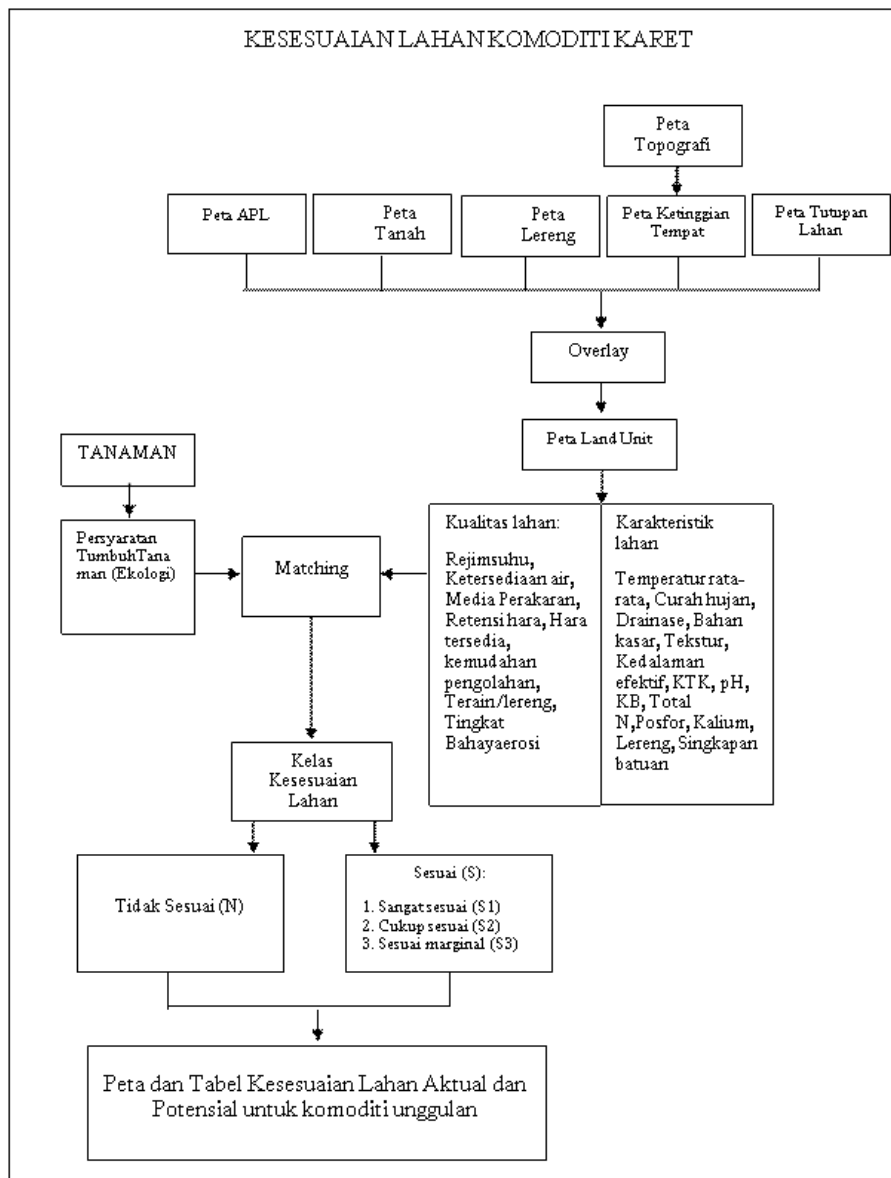 KESESUAIAN LAHAN KOMODITI KARET
Peta
Topografi
Peta APL
Peta
Tanah
Peta
Lereng
Peta Ketinggian
Tempat
Peta Tutupan
Lahan
Overlay
Peta Land Unit
TANAMAN
Persyaratan
TumbuhTana
man (Ekologi)
Matching
Kualitas lahan:
Rejimsuhu,
Ketersediaan air,
Media Perakaran,
Retensi hara, Hara
tersedia,
kemudahan
pengolahan,
Terain/lereng,
Tingkat
Bahayaerosi
Karakteristik
lahan
Temperatur rata-
rata, Curah hujan,
Drainase, Bahan
kasar, Tekstur,
Kedalaman
efektif, KTK, pH,
KB, Total
N,Posfor, Kalium,
Lereng, Singkapan
batuan
Kelas
Kesesuaian
Lahan
Tidak Sesuai (N)
Sesuai (S):
1. Sangat sesuai (S1)
2. Cukup sesuai (S2)
3. Sesuai marginal (S3)
Peta dan Tabel Kesesuaian Lahan Aktual dan
Potensial untuk komoditi unggulan